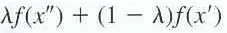 λf(x″) + (1 − λ)f(x′)